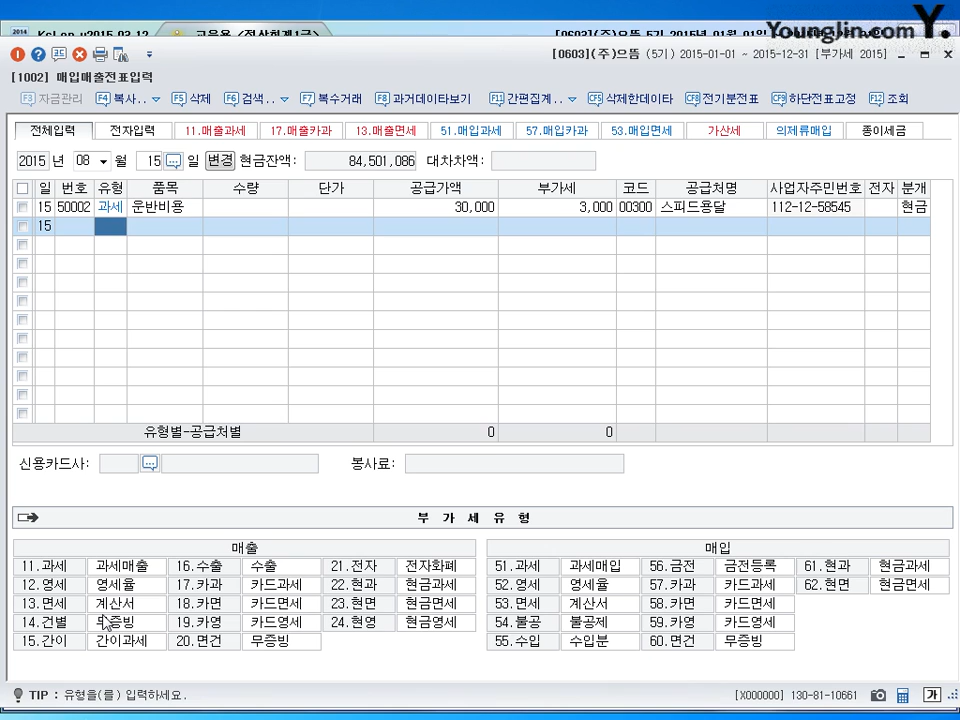 Younglin.com Y.
2014 KcLep u2015.03.12 교육용 <전산회계1급>
[0603](주)으뜸 (5기) 2015-01-01 ~ 2015-12-31 [부가세 2015]
[1002] 매입매출전표입력
F3 자금관리 F4 복사.. F5 삭제 F6 검색.. F7 복수거래 F8 과거데이타보기 F11 간편집계.. CF5 삭제한데이타 CF8 전기분전표 CF9 하단전표고정 F12 조회
전체입력 전자입력 11.매출과세 17.매출카과 13.매출면세 51.매입과세 57.매입카과 53.매입면세 가산세 의제류매입 종이세금
2015 년 08 월 15 일 변경 현금잔액: 84,501,086 대차차액:
일 번호 유형 품목 수량 단가 공급가액 부가세 코드 공급처명 사업자주민번호 전자 분개
15 50002 과세 운반비용 30,000 3,000 00300 스피드용달 112-12-58545 현금
15
유형별-공급처별 0 0
신용카드사: 봉사료:
부 가 세 유 형
매출 매입
11.과세 과세매출 16.수출 수출 21.전자 전자화폐 51.과세 과세매입 56.금전 금전등록 61.현과 현금과세
12.영세 영세율 17.카과 카드과세 22.현과 현금과세 52.영세 영세율 57.카과 카드과세 62.현면 현금면세
13.면세 계산서 18.카면 카드면세 23.현면 현금면세 53.면세 계산서 58.카면 카드면세
14.건별 무증빙 19.카영 카드영세 24.현영 현금영세 54.불공 불공제 59.카영 카드영세
15.간이 간이과세 20.면건 무증빙 55.수입 수입분 60.면건 무증빙
TIP : 유형을(를) 입력하세요. [X000000] 130-81-10661 가